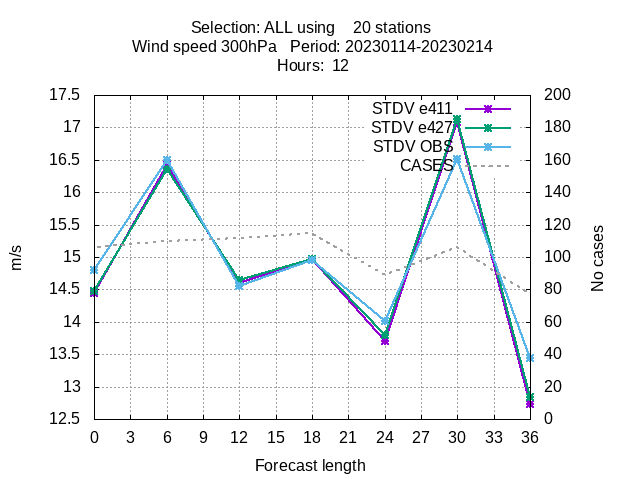 Selection: ALL using    20 stations
Wind speed 300hPa   Period: 20230114-20230214
Hours:  12
17.5
17
16.5
16
15.5
15
14.5
14
13.5
13
12.5
m/s
STDV e411
STDV e427
STDV OBS
CASES
200
180
160
140
120
100
80
60
40
20
0
No cases
0 3 6 9 12 15 18 21 24 27 30 33 36
Forecast length